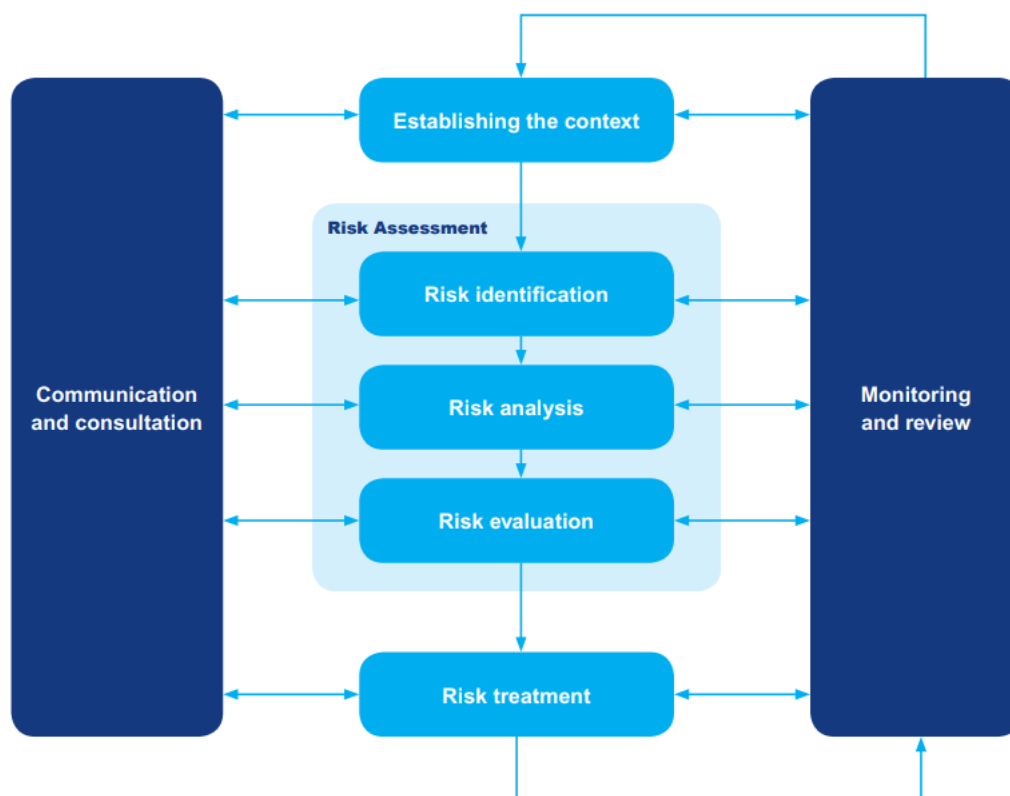 Establishing the context
Risk Assessment
Risk identification
Risk analysis
Risk evaluation
Risk treatment
Communication
and consultation
Monitoring
and review